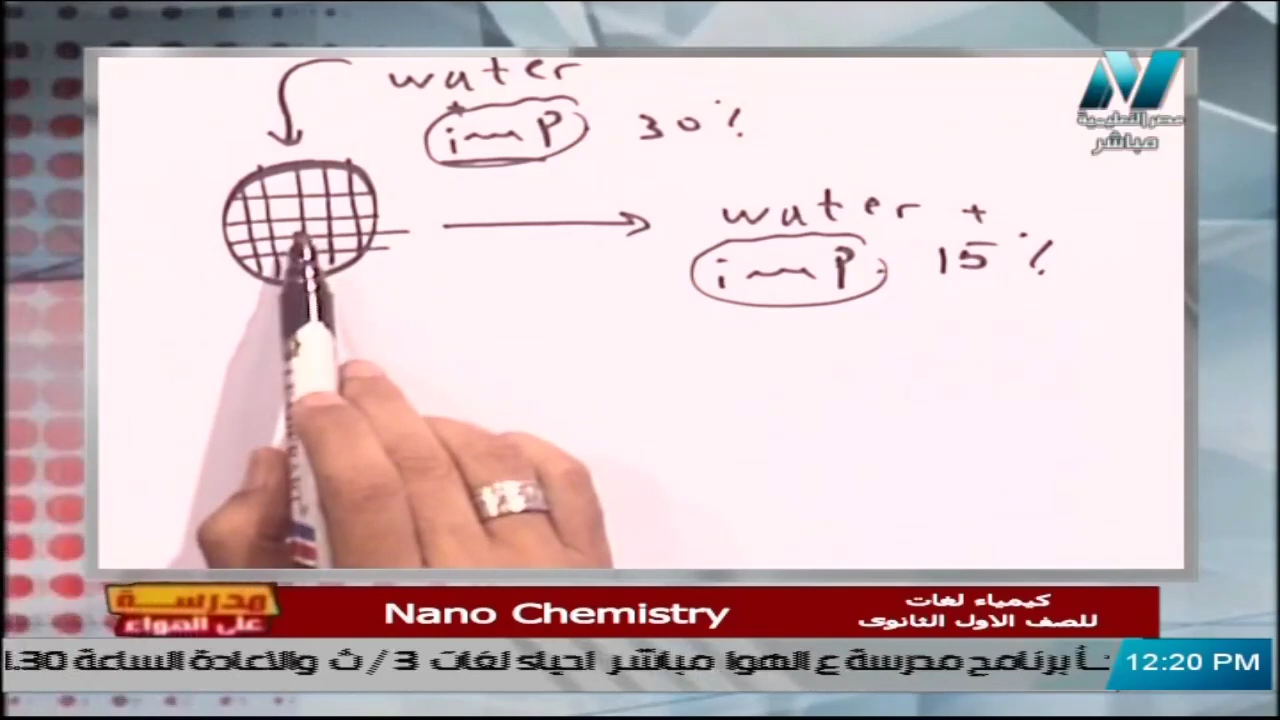 water
+
imp 30%
water +
imp. 15%
مصر التعليمية
مباشر
مدرسة
على الهواء
Nano Chemistry
كيمياء لغات
للصف الاول الثانوى
برنامج مدرسة ع الهوا مباشر احياء لغات 3/ث والاعادة الساعة 1.30
12:20 PM